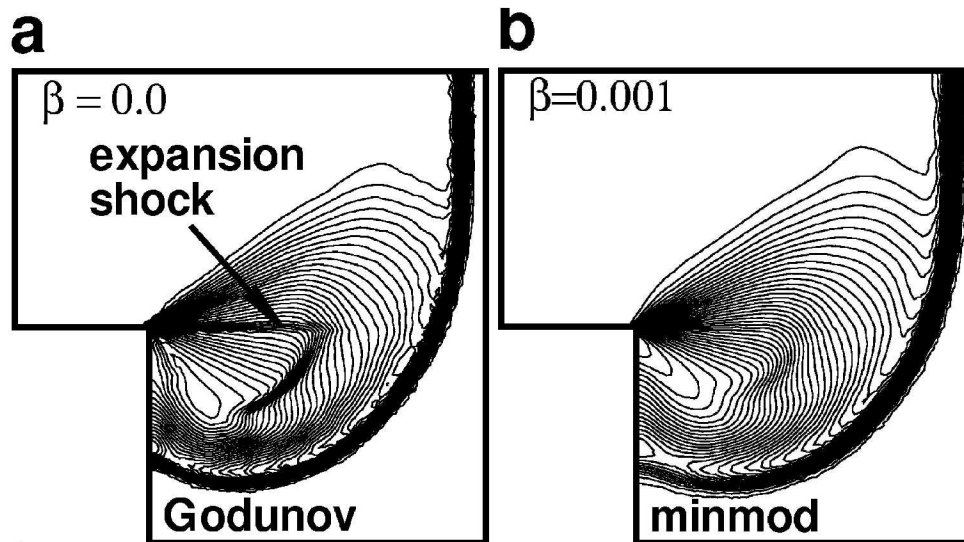 a
β = 0.0
expansion
shock
Godunov
b
β=0.001
minmod